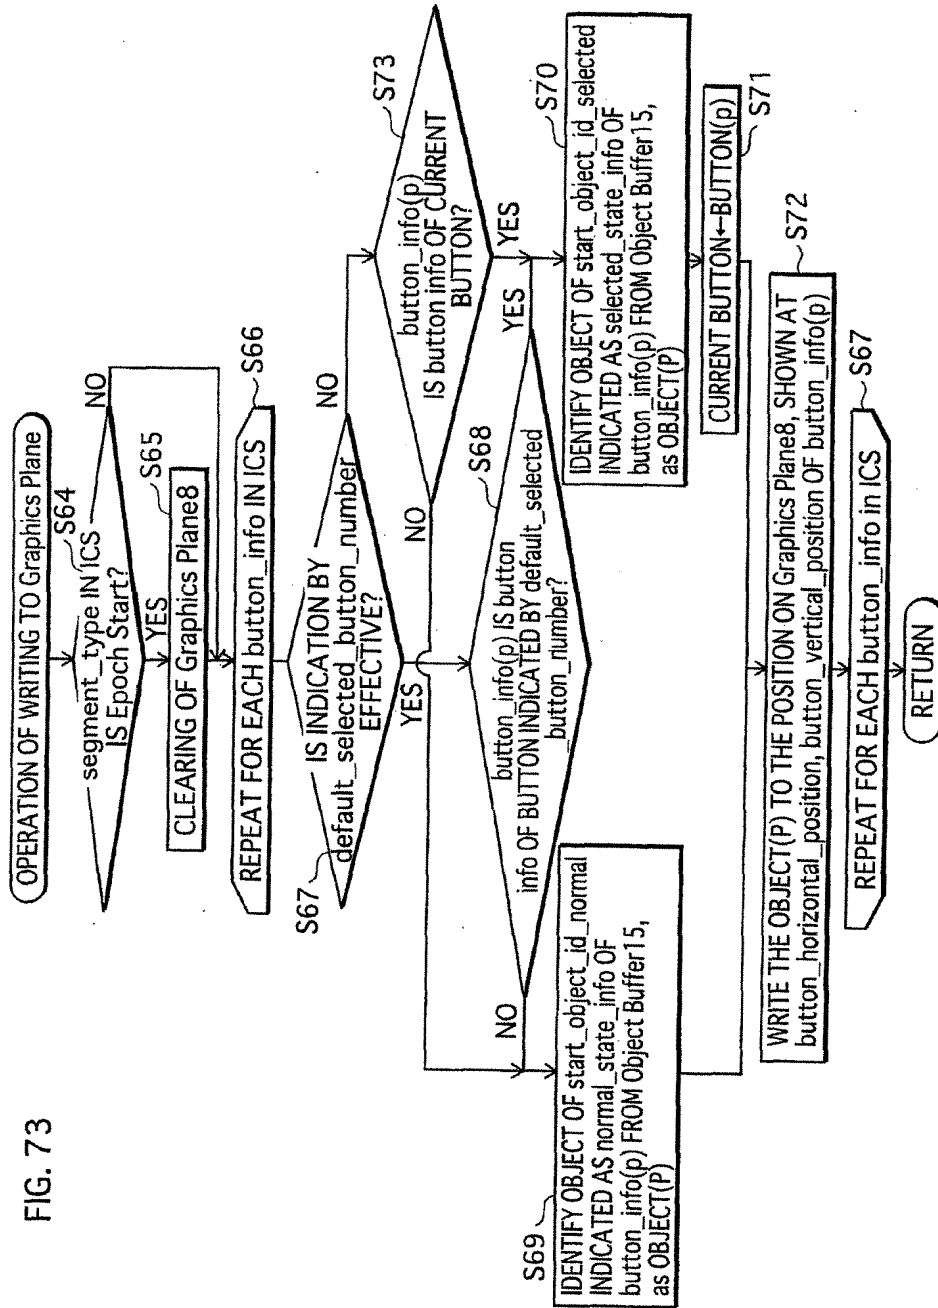 FIG. 73
OPERATION OF WRITING TO Graphics Plane
S64
segment_type IN ICS
IS Epoch Start?
NO
YES
S65
CLEARING OF Graphics Plane8
S66
REPEAT FOR EACH button_info IN ICS
S67
IS INDICATION BY
default_selected_button_number
EFFECTIVE?
NO
YES
S73
button_info(p)
IS button info OF CURRENT
BUTTON?
NO
YES
S68
button_info(p) IS button
info OF BUTTON INDICATED BY default_selected
_button_number?
NO
YES
S69
IDENTIFY OBJECT OF start_object_id_normal
INDICATED AS normal_state_info OF
button_info(p) FROM Object Buffer15,
as OBJECT(P)
S70
IDENTIFY OBJECT OF start_object_id_selected
INDICATED AS selected_state_info OF
button_info(p) FROM Object Buffer15,
as OBJECT(P)
S71
CURRENT BUTTON←BUTTON(p)
S72
WRITE THE OBJECT(P) TO THE POSITION ON Graphics Plane8, SHOWN AT
button_horizontal_position, button_vertical_position OF button_info(p)
S67
REPEAT FOR EACH button_info in ICS
RETURN